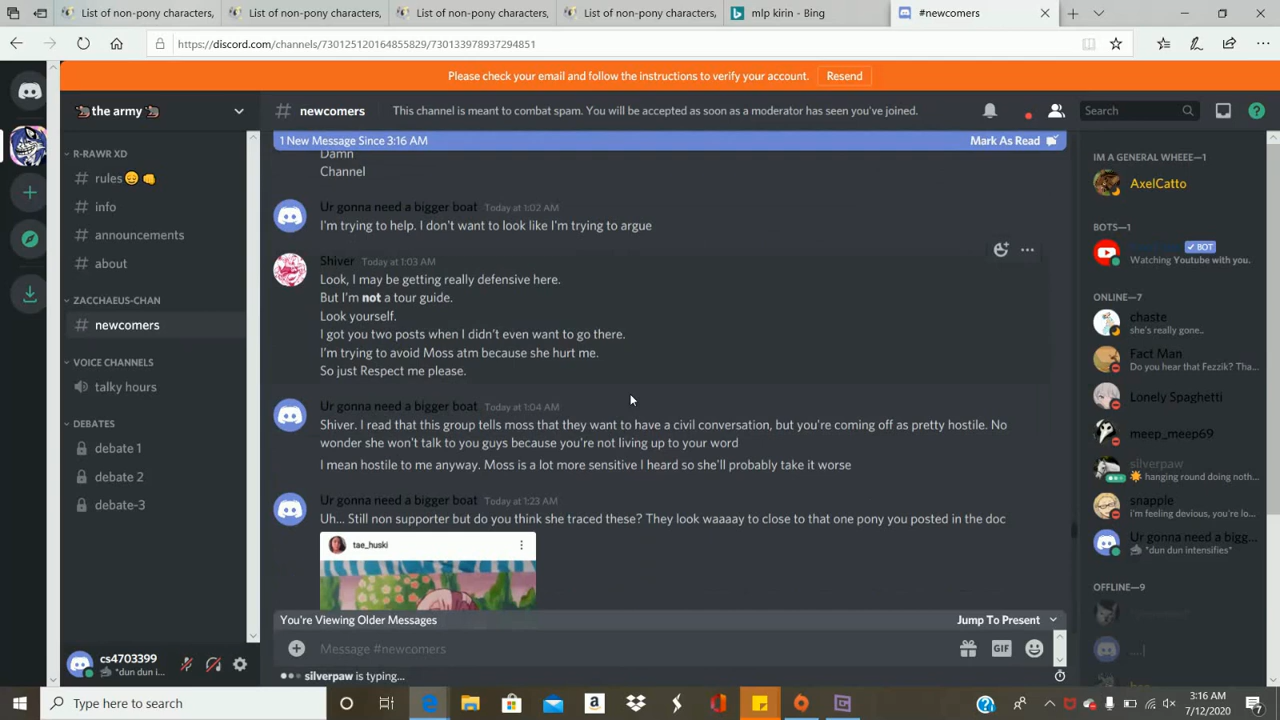 List of non-pony characters,
List of non-pony characters,
List of non-pony characters,
List of non-pony characters,
mlp kirin - Bing
#newcomers
https://discord.com/channels/730125120164855829/730133978937294851
Please check your email and follow the instructions to verify your account.
Resend
the army
# newcomers
This channel is meant to combat spam. You will be accepted as soon as a moderator has seen you've joined.
Search
1 New Message Since 3:16 AM
Mark As Read
R-RAWR XD
# rules 😔 👊
# info
# announcements
# about
ZACCHAEUS-CHAN
# newcomers
VOICE CHANNELS
talky hours
DEBATES
debate 1
debate 2
debate-3
cs4703399
*dun dun i...
Damn
Channel
Ur gonna need a bigger boat Today at 1:02 AM
I'm trying to help. I don't want to look like I'm trying to argue
Shiver Today at 1:03 AM
Look, I may be getting really defensive here.
But I'm not a tour guide.
Look yourself.
I got you two posts when I didn't even want to go there.
I'm trying to avoid Moss atm because she hurt me.
So just Respect me please.
Ur gonna need a bigger boat Today at 1:04 AM
Shiver. I read that this group tells moss that they want to have a civil conversation, but you're coming off as pretty hostile. No
wonder she won't talk to you guys because you're not living up to your word
I mean hostile to me anyway. Moss is a lot more sensitive I heard so she'll probably take it worse
Ur gonna need a bigger boat Today at 1:23 AM
Uh... Still non supporter but do you think she traced these? They look waaaay to close to that one pony you posted in the doc
tae_huski
You're Viewing Older Messages
Jump To Present
Message #newcomers
GIF
silverpaw is typing...
IM A GENERAL WHEEE—1
AxelCatto
BOTS—1
✓ BOT
Watching Youtube with you.
ONLINE—7
chaste
she's really gone..
Fact Man
Do you hear that Fezzik? Tha...
Lonely Spaghetti
meep_meep69
silverpaw
☀ hanging round doing noth...
snapple
i'm feeling devious, you're lo...
Ur gonna need a bigg...
*dun dun intensifies*
OFFLINE—9
Type here to search
3:16 AM
7/12/2020